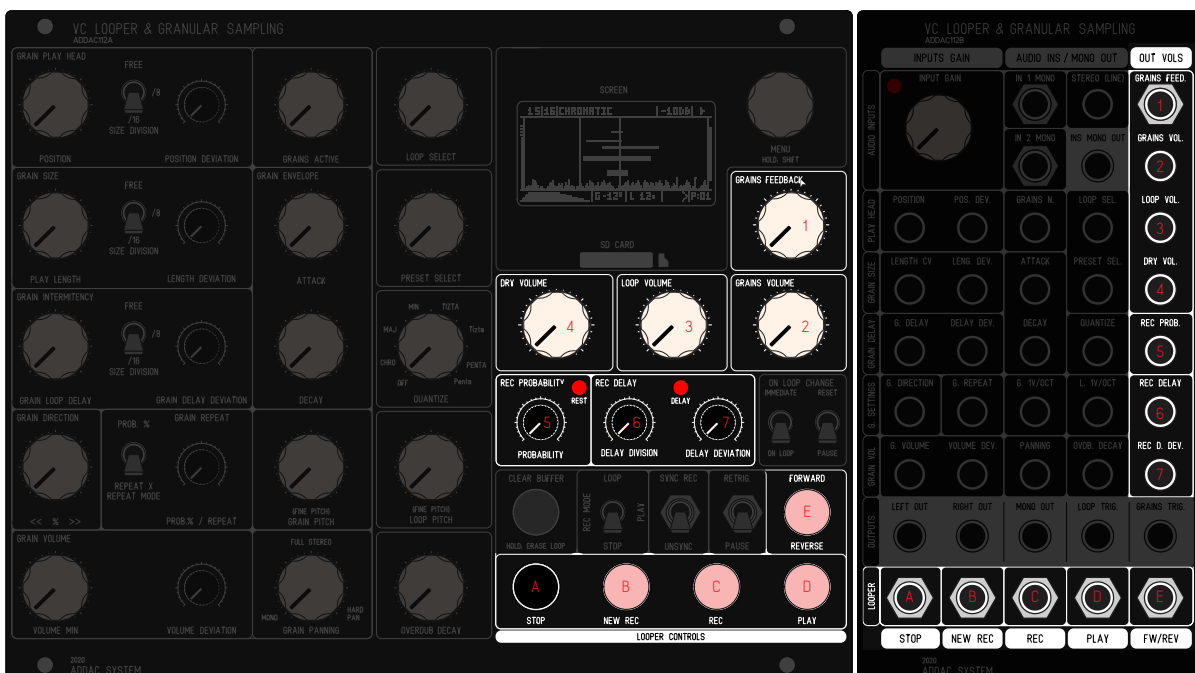 VC LOOPER & GRANULAR SAMPLING
ADDAC112A
GRAIN PLAY HEAD
FREE
/8
/16
SIZE DIVISION
POSITION
POSITION DEVIATION
GRAINS ACTIVE
LOOP SELECT
SCREEN
15|16|CHROMATIC |-10DB|
MENU
HOLD: SHIFT
GRAIN SIZE
FREE
/8
/16
SIZE DIVISION
PLAY LENGTH
LENGTH DEVIATION
GRAIN ENVELOPE
ATTACK
PRESET SELECT
SD CARD
GRAINS FEEDBACK
1
GRAIN INTERMITENCY
FREE
/8
/16
SIZE DIVISION
GRAIN LOOP DELAY
GRAIN DELAY DEVIATION
DECAY
MIN
MAJ
CHRO
OFF
PENTA
Penta
QUANTIZE
DRY VOLUME
4
LOOP VOLUME
3
GRAINS VOLUME
2
REC PROBABILITY
REST
5
PROBABILITY
REC DELAY
DELAY
6
7
DELAY DIVISION
DELAY DEVIATION
ON LOOP CHANGE
IMMEDIATE
RESET
ON LOOP
PAUSE
GRAIN DIRECTION
<< % >>
PROB. %
REPEAT X
REPEAT MODE
GRAIN REPEAT
PROB.% / REPEAT
(FINE PITCH)
GRAIN PITCH
(FINE PITCH)
LOOP PITCH
CLEAR BUFFER
HOLD: ERASE LOOP
LOOP
REC MODE
PLAY
STOP
SYNC REC
UNSYNC
RETRIG.
PAUSE
FORWARD
E
REVERSE
GRAIN VOLUME
VOLUME MIN
VOLUME DEVIATION
FULL STEREO
MONO
HARD
PAN
GRAIN PANNING
OVERDUB DECAY
A
B
C
D
STOP
NEW REC
REC
PLAY
LOOPER CONTROLS
2020
ADDAC SYSTEM
VC LOOPER & GRANULAR SAMPLING
ADDAC112B
INPUTS GAIN
AUDIO INS / MONO OUT
OUT VOLS
AUDIO INPUTS
INPUT GAIN
IN 1 MONO
STEREO (LINE)
GRAINS FEED.
1
IN 2 MONO
INS MONO OUT
GRAINS VOL.
2
PLAY HEAD
POSITION
POS. DEV.
GRAINS N.
LOOP SEL.
LOOP VOL.
3
GRAIN SIZE
LENGTH CV
LENG. DEV.
ATTACK
PRESET SEL.
DRY VOL.
4
GRAIN DELAY
G. DELAY
DELAY DEV.
DECAY
QUANTIZE
REC PROB.
5
G. SETTINGS
G. DIRECTION
G. REPEAT
G. 1V/OCT
L. 1V/OCT
REC DELAY
6
GRAIN VOL
G. VOLUME
VOLUME DEV.
PANNING
OVDB. DECAY
REC D. DEV.
7
OUTPUTS
LEFT OUT
RIGHT OUT
MONO OUT
LOOP TRIG.
GRAINS TRIG.
LOOPER
A
B
C
D
E
STOP
NEW REC
REC
PLAY
FW/REV
2020
ADDAC SYSTEM